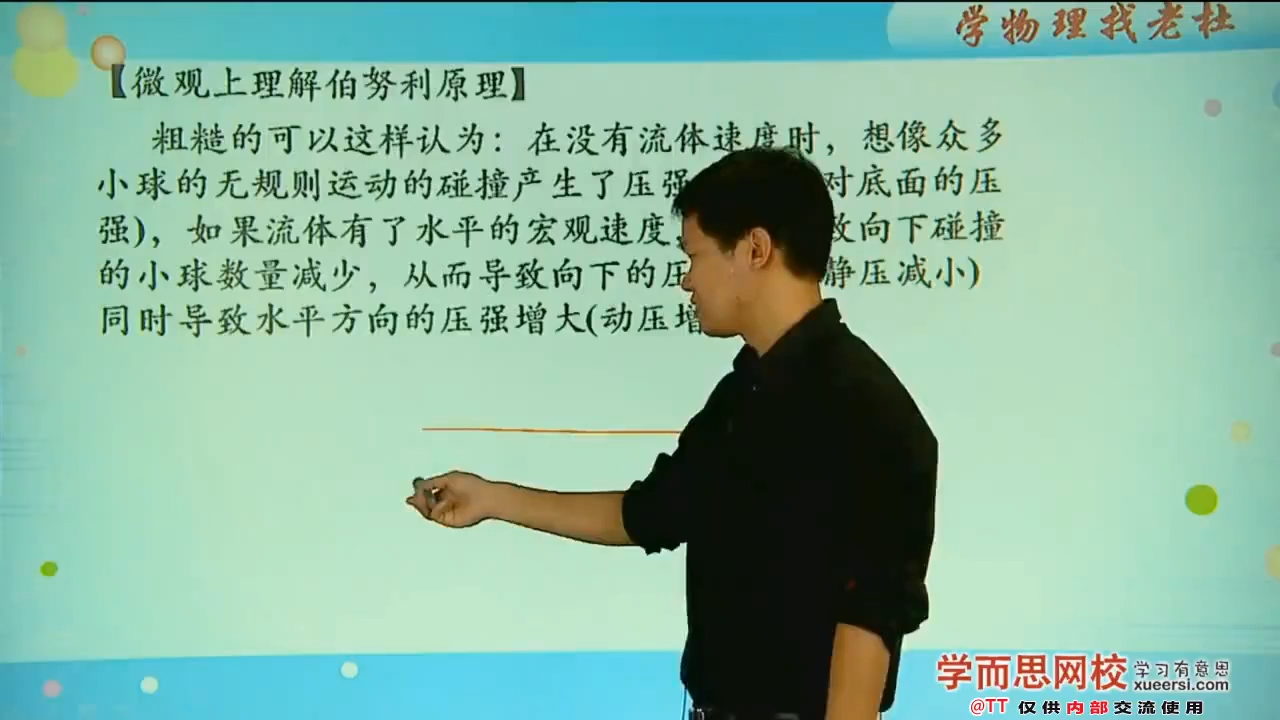 学物理找老杜
【微观上理解伯努利原理】
粗糙的可以这样认为：在没有流体速度时，想像众多
小球的无规则运动的碰撞产生了压强 对底面的压
强)，如果流体有了水平的宏观速度， 致向下碰撞
的小球数量减少，从而导致向下的压 静压减小)
同时导致水平方向的压强增大(动压增
学而思网校 学习有意思
xueersi.com
@TT 仅供内部交流使用